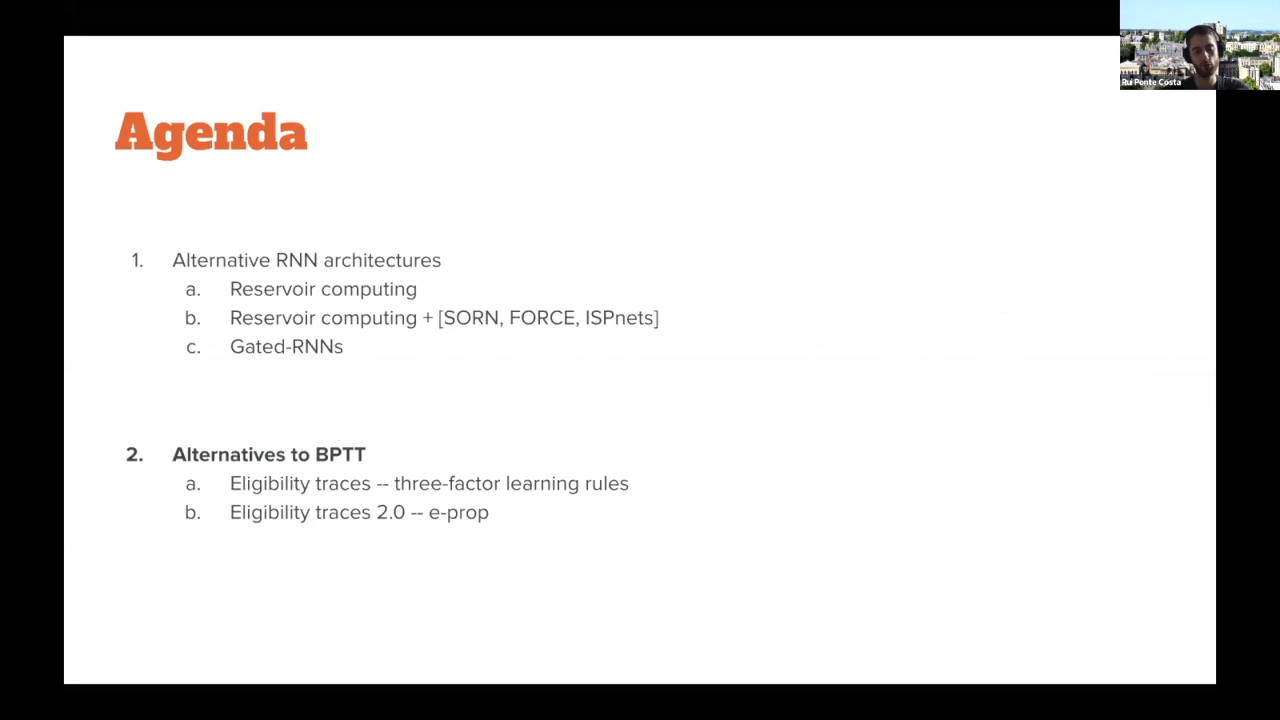 Rui Ponte Costa
Agenda
1. Alternative RNN architectures
a. Reservoir computing
b. Reservoir computing + [SORN, FORCE, ISPnets]
c. Gated-RNNs
2. Alternatives to BPTT
a. Eligibility traces -- three-factor learning rules
b. Eligibility traces 2.0 -- e-prop